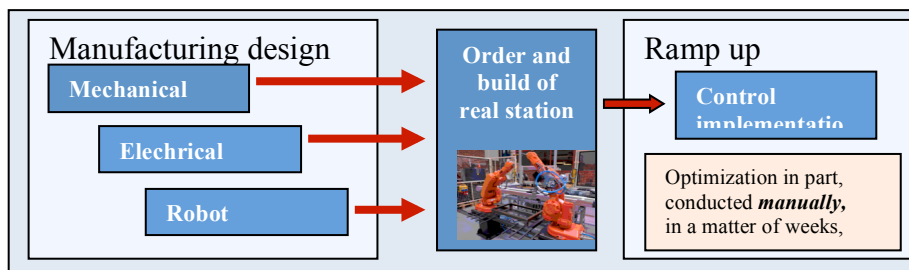 Manufacturing design
Mechanical
Elechrical
Robot
Order and
build of
real station
Ramp up
Control
implementatio
Optimization in part,
conducted manually,
in a matter of weeks,